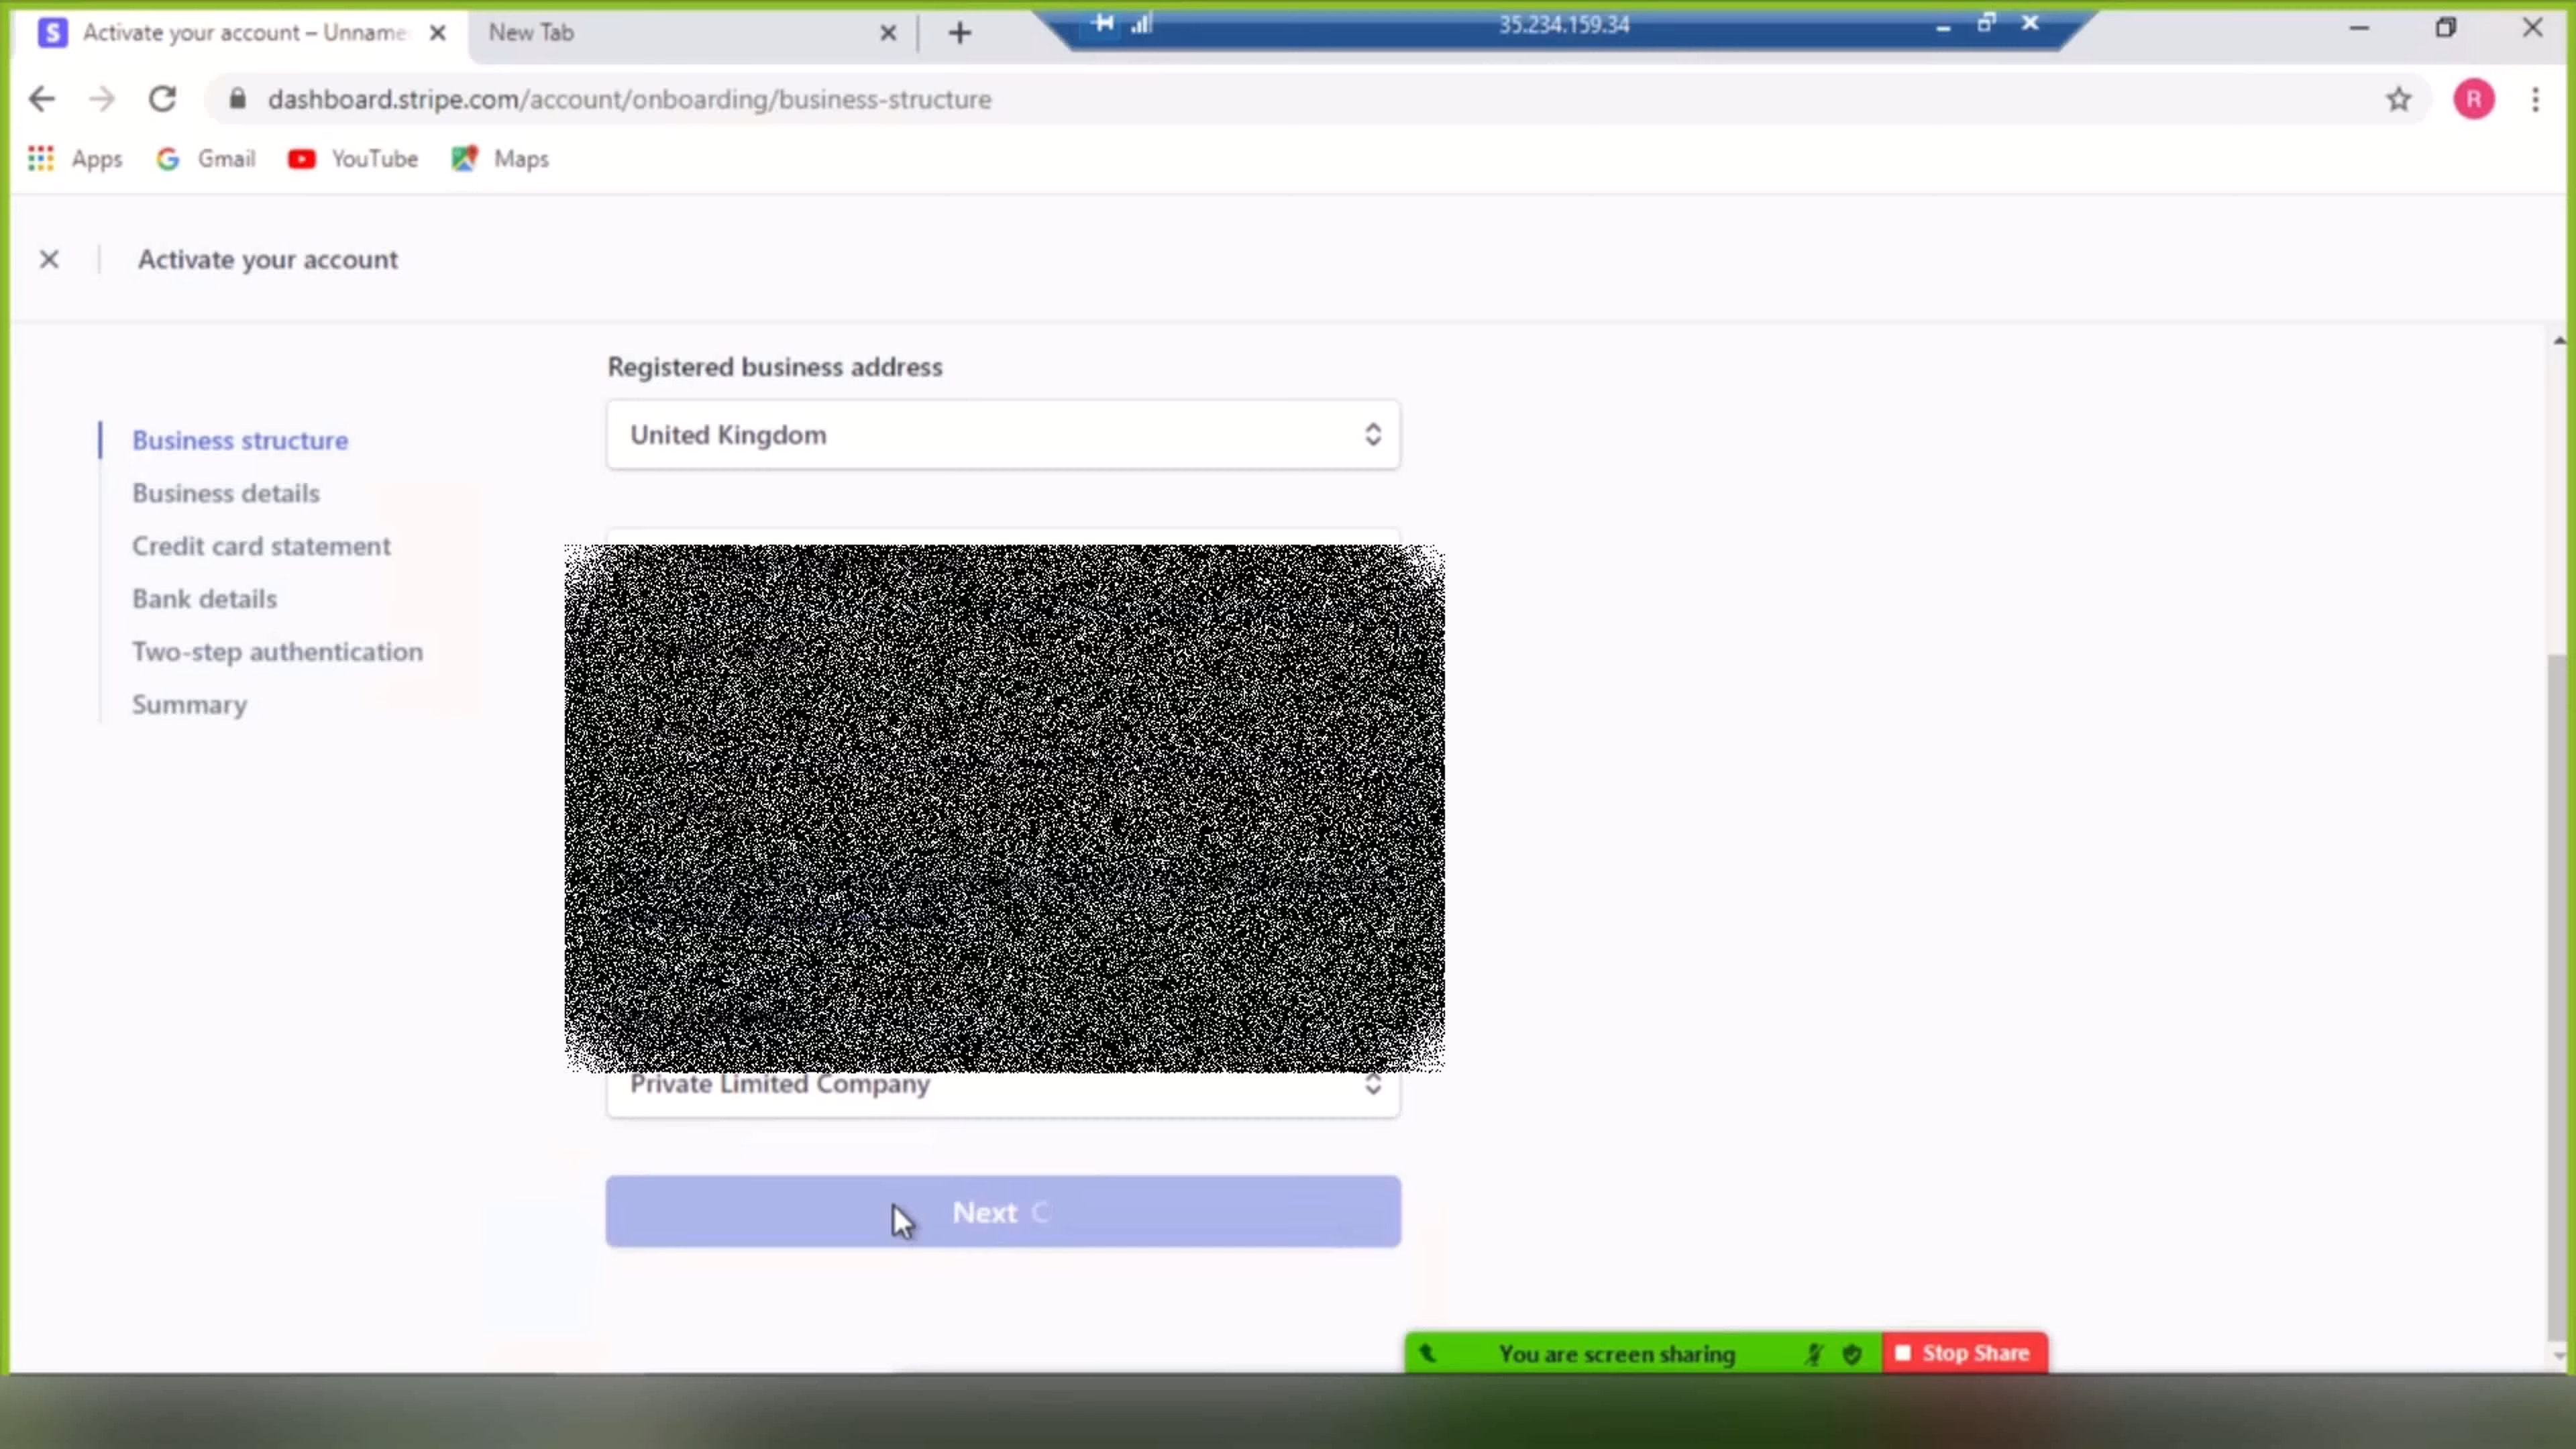 Activate your account – Unname
New Tab
35.234.159.34
dashboard.stripe.com/account/onboarding/business-structure
R
Apps
Gmail
YouTube
Maps
Activate your account
Registered business address
United Kingdom
Business structure
Business details
Credit card statement
Bank details
Two-step authentication
Summary
Private Limited Company
Next
You are screen sharing
Stop Share